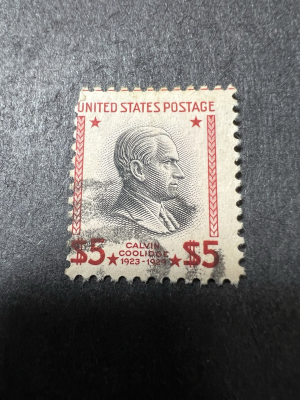 UNITED STATES POSTAGE
$5 $5
CALVIN
COOLIDGE
1923-1929